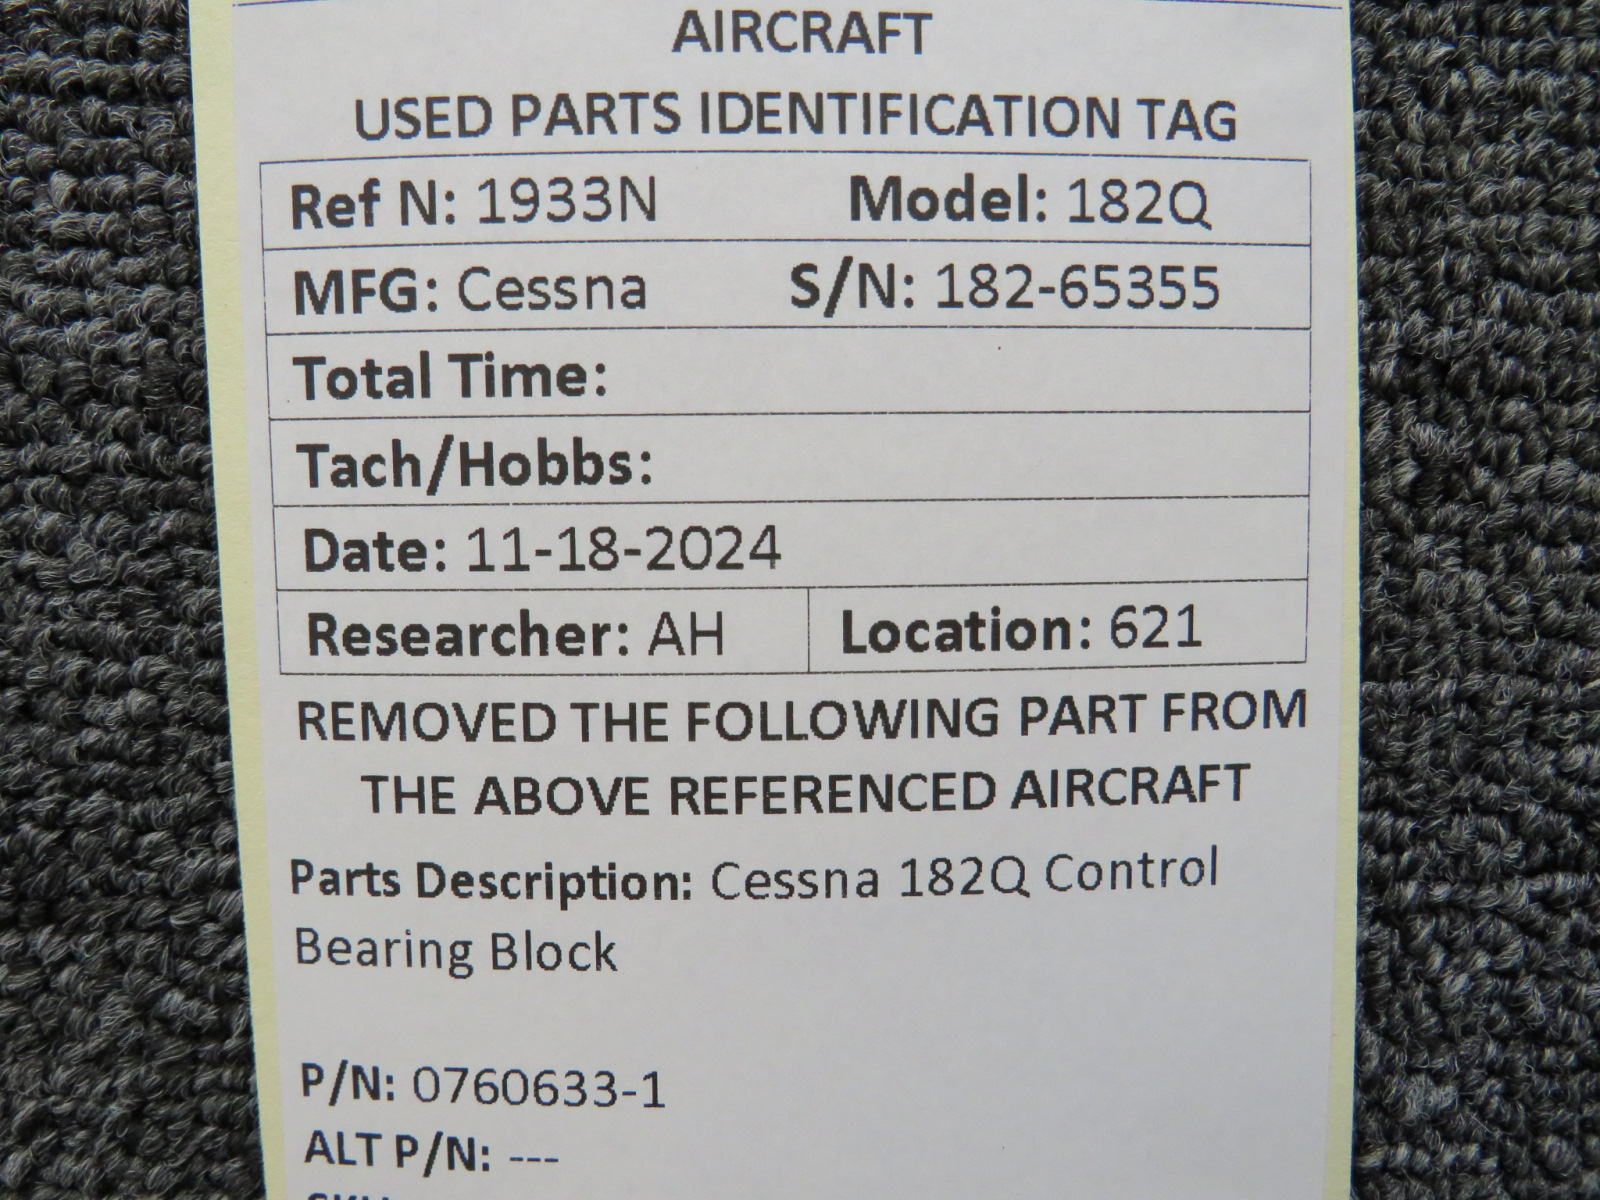 AIRCRAFT
USED PARTS IDENTIFICATION TAG
Ref N: 1933N Model: 182Q
MFG: Cessna S/N: 182-65355
Total Time:
Tach/Hobbs:
Date: 11-18-2024
Researcher: AH Location: 621
REMOVED THE FOLLOWING PART FROM
THE ABOVE REFERENCED AIRCRAFT
Parts Description: Cessna 182Q Control
Bearing Block
P/N: 0760633-1
ALT P/N: ---